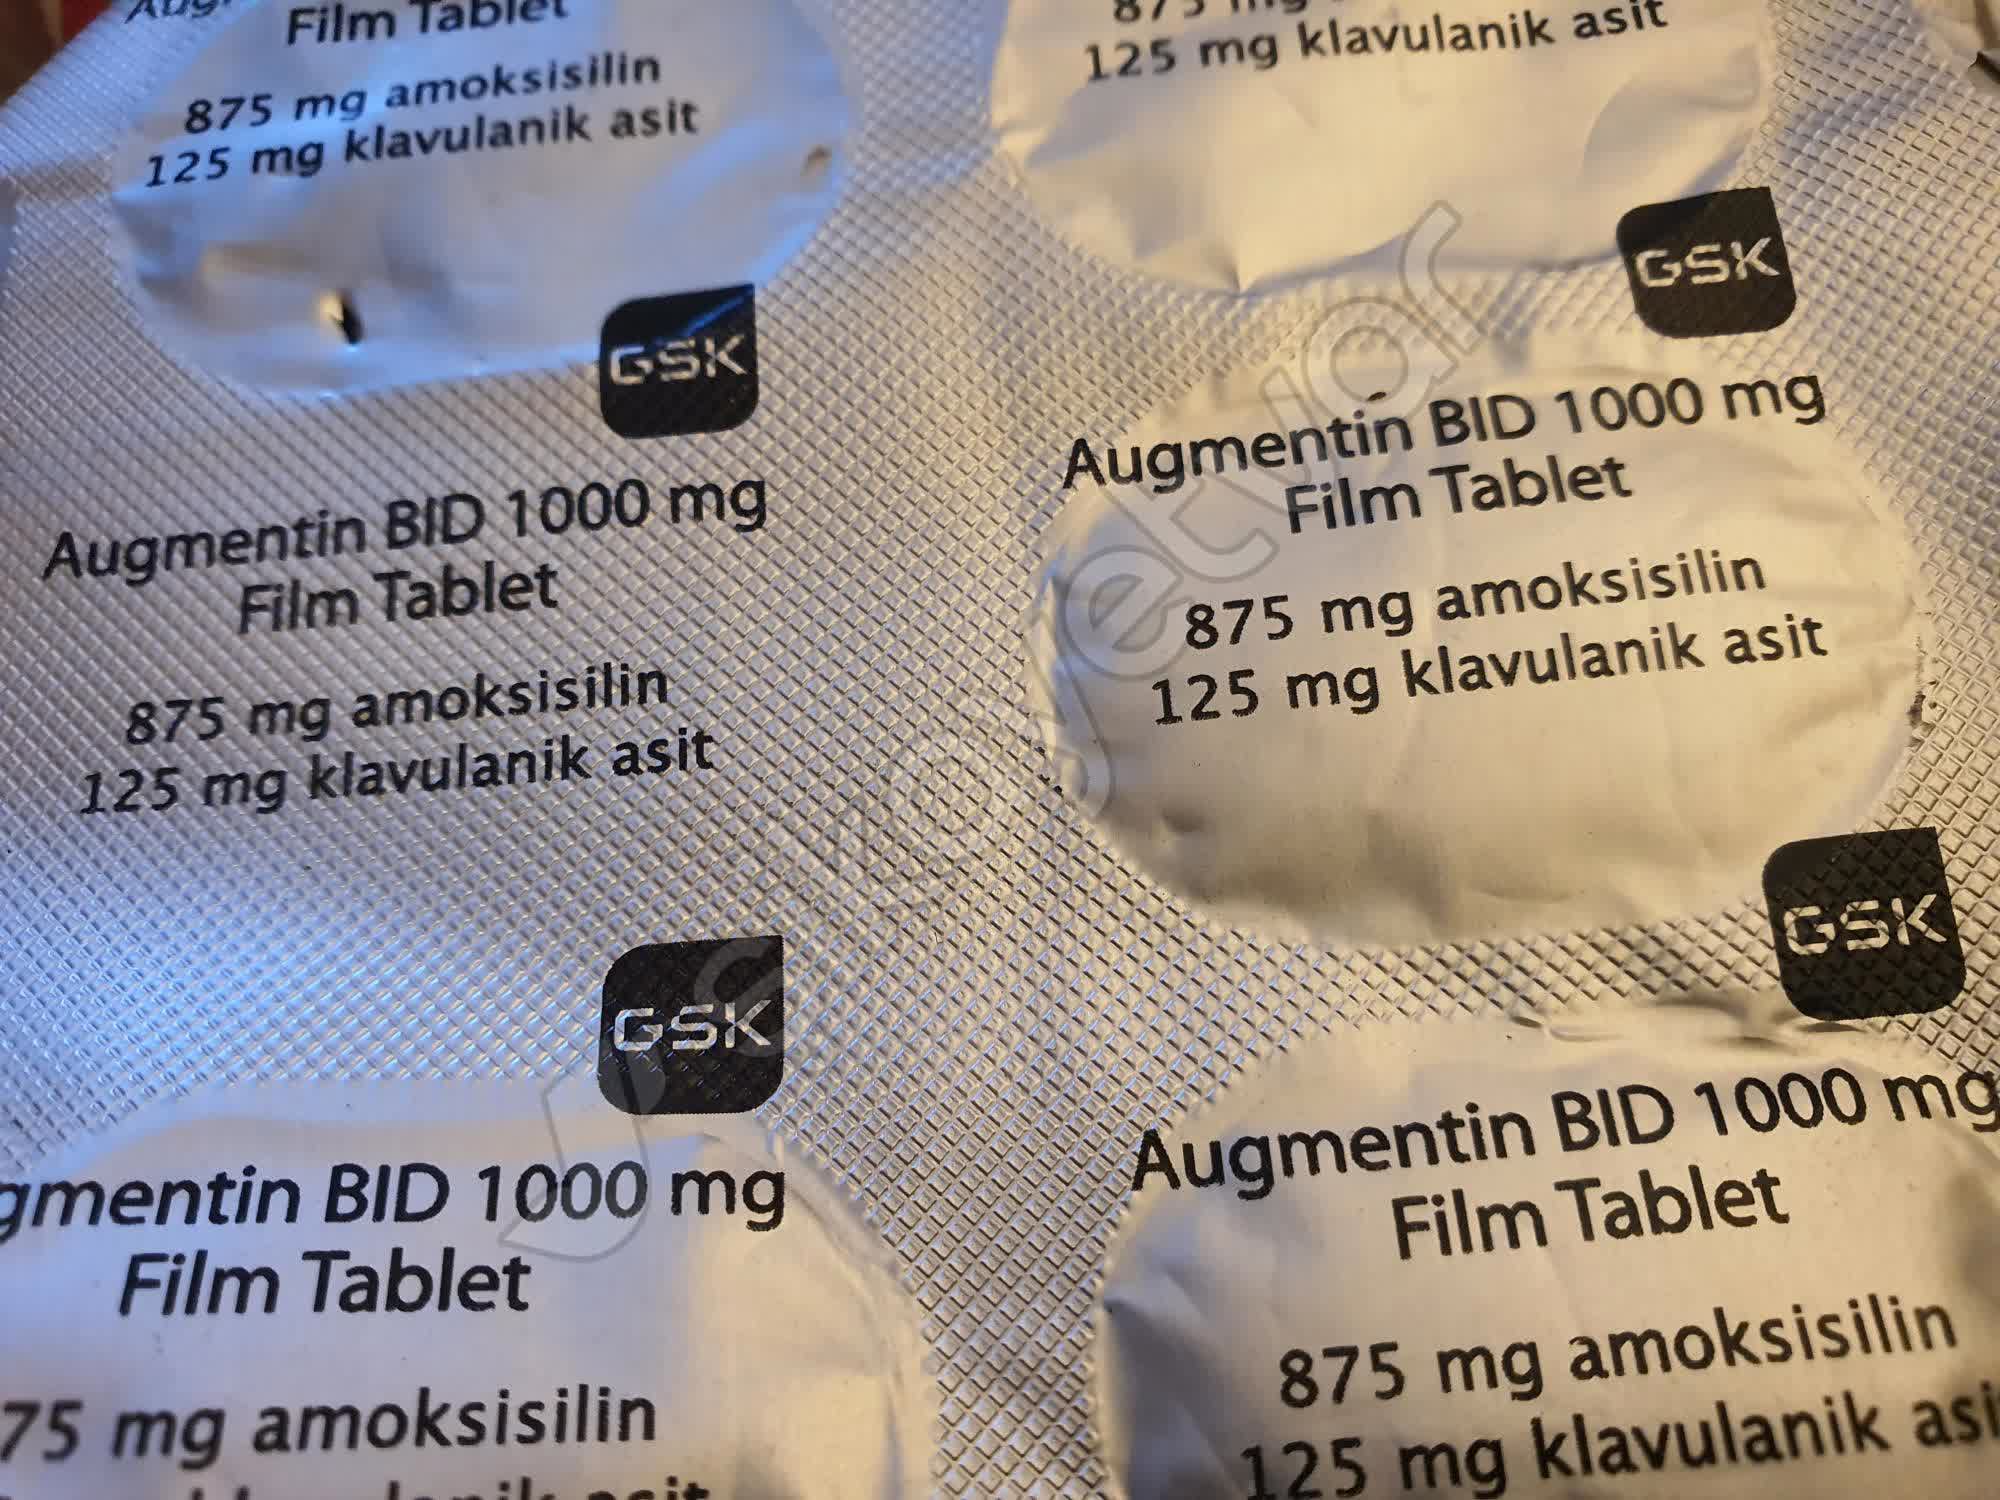 Film Tablet
875 mg amoksisilin
125 mg klavulanik asit
GSK
125 mg klavulanik asit
GSK
Augmentin BID 1000 mg
Film Tablet
875 mg amoksisilin
125 mg klavulanik asit
GSK
Augmentin BID 1000 mg
Film Tablet
875 mg amoksisilin
125 mg klavulanik asit
GSK
gmentin BID 1000 mg
Film Tablet
75 mg amoksisilin
Augmentin BID 1000 mg
Film Tablet
875 mg amoksisilin
125 mg klavulanik asi